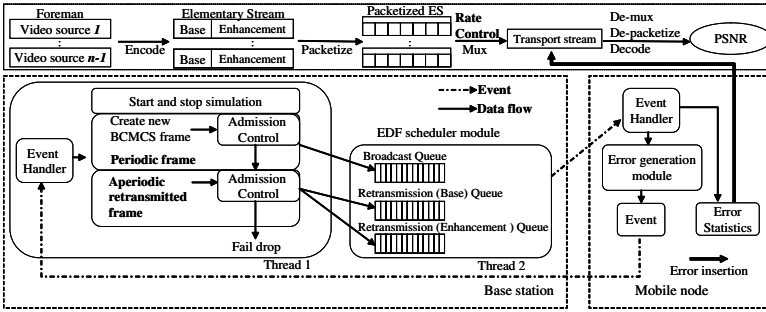 Foreman
Video source 1
:
Video source n-1
Encode
Elementary Stream
Base Enhancement
:
Base Enhancement
Packetize
Packetized ES
:
Rate
Control
Mux
Transport stream
De-mux
De-packetize
Decode
PSNR
Event
Data flow
Start and stop simulation
Create new
BCMCS frame
Admission
Control
Periodic frame
Event
Handler
Aperiodic
retransmitted
frame
Admission
Control
Fail drop
Thread 1
EDF scheduler module
Broadcast Queue
Retransmission (Base) Queue
Retransmission (Enhancement ) Queue
Thread 2
Base station
Event
Handler
Error generation
module
Event
Error
Statistics
Error insertion
Mobile node